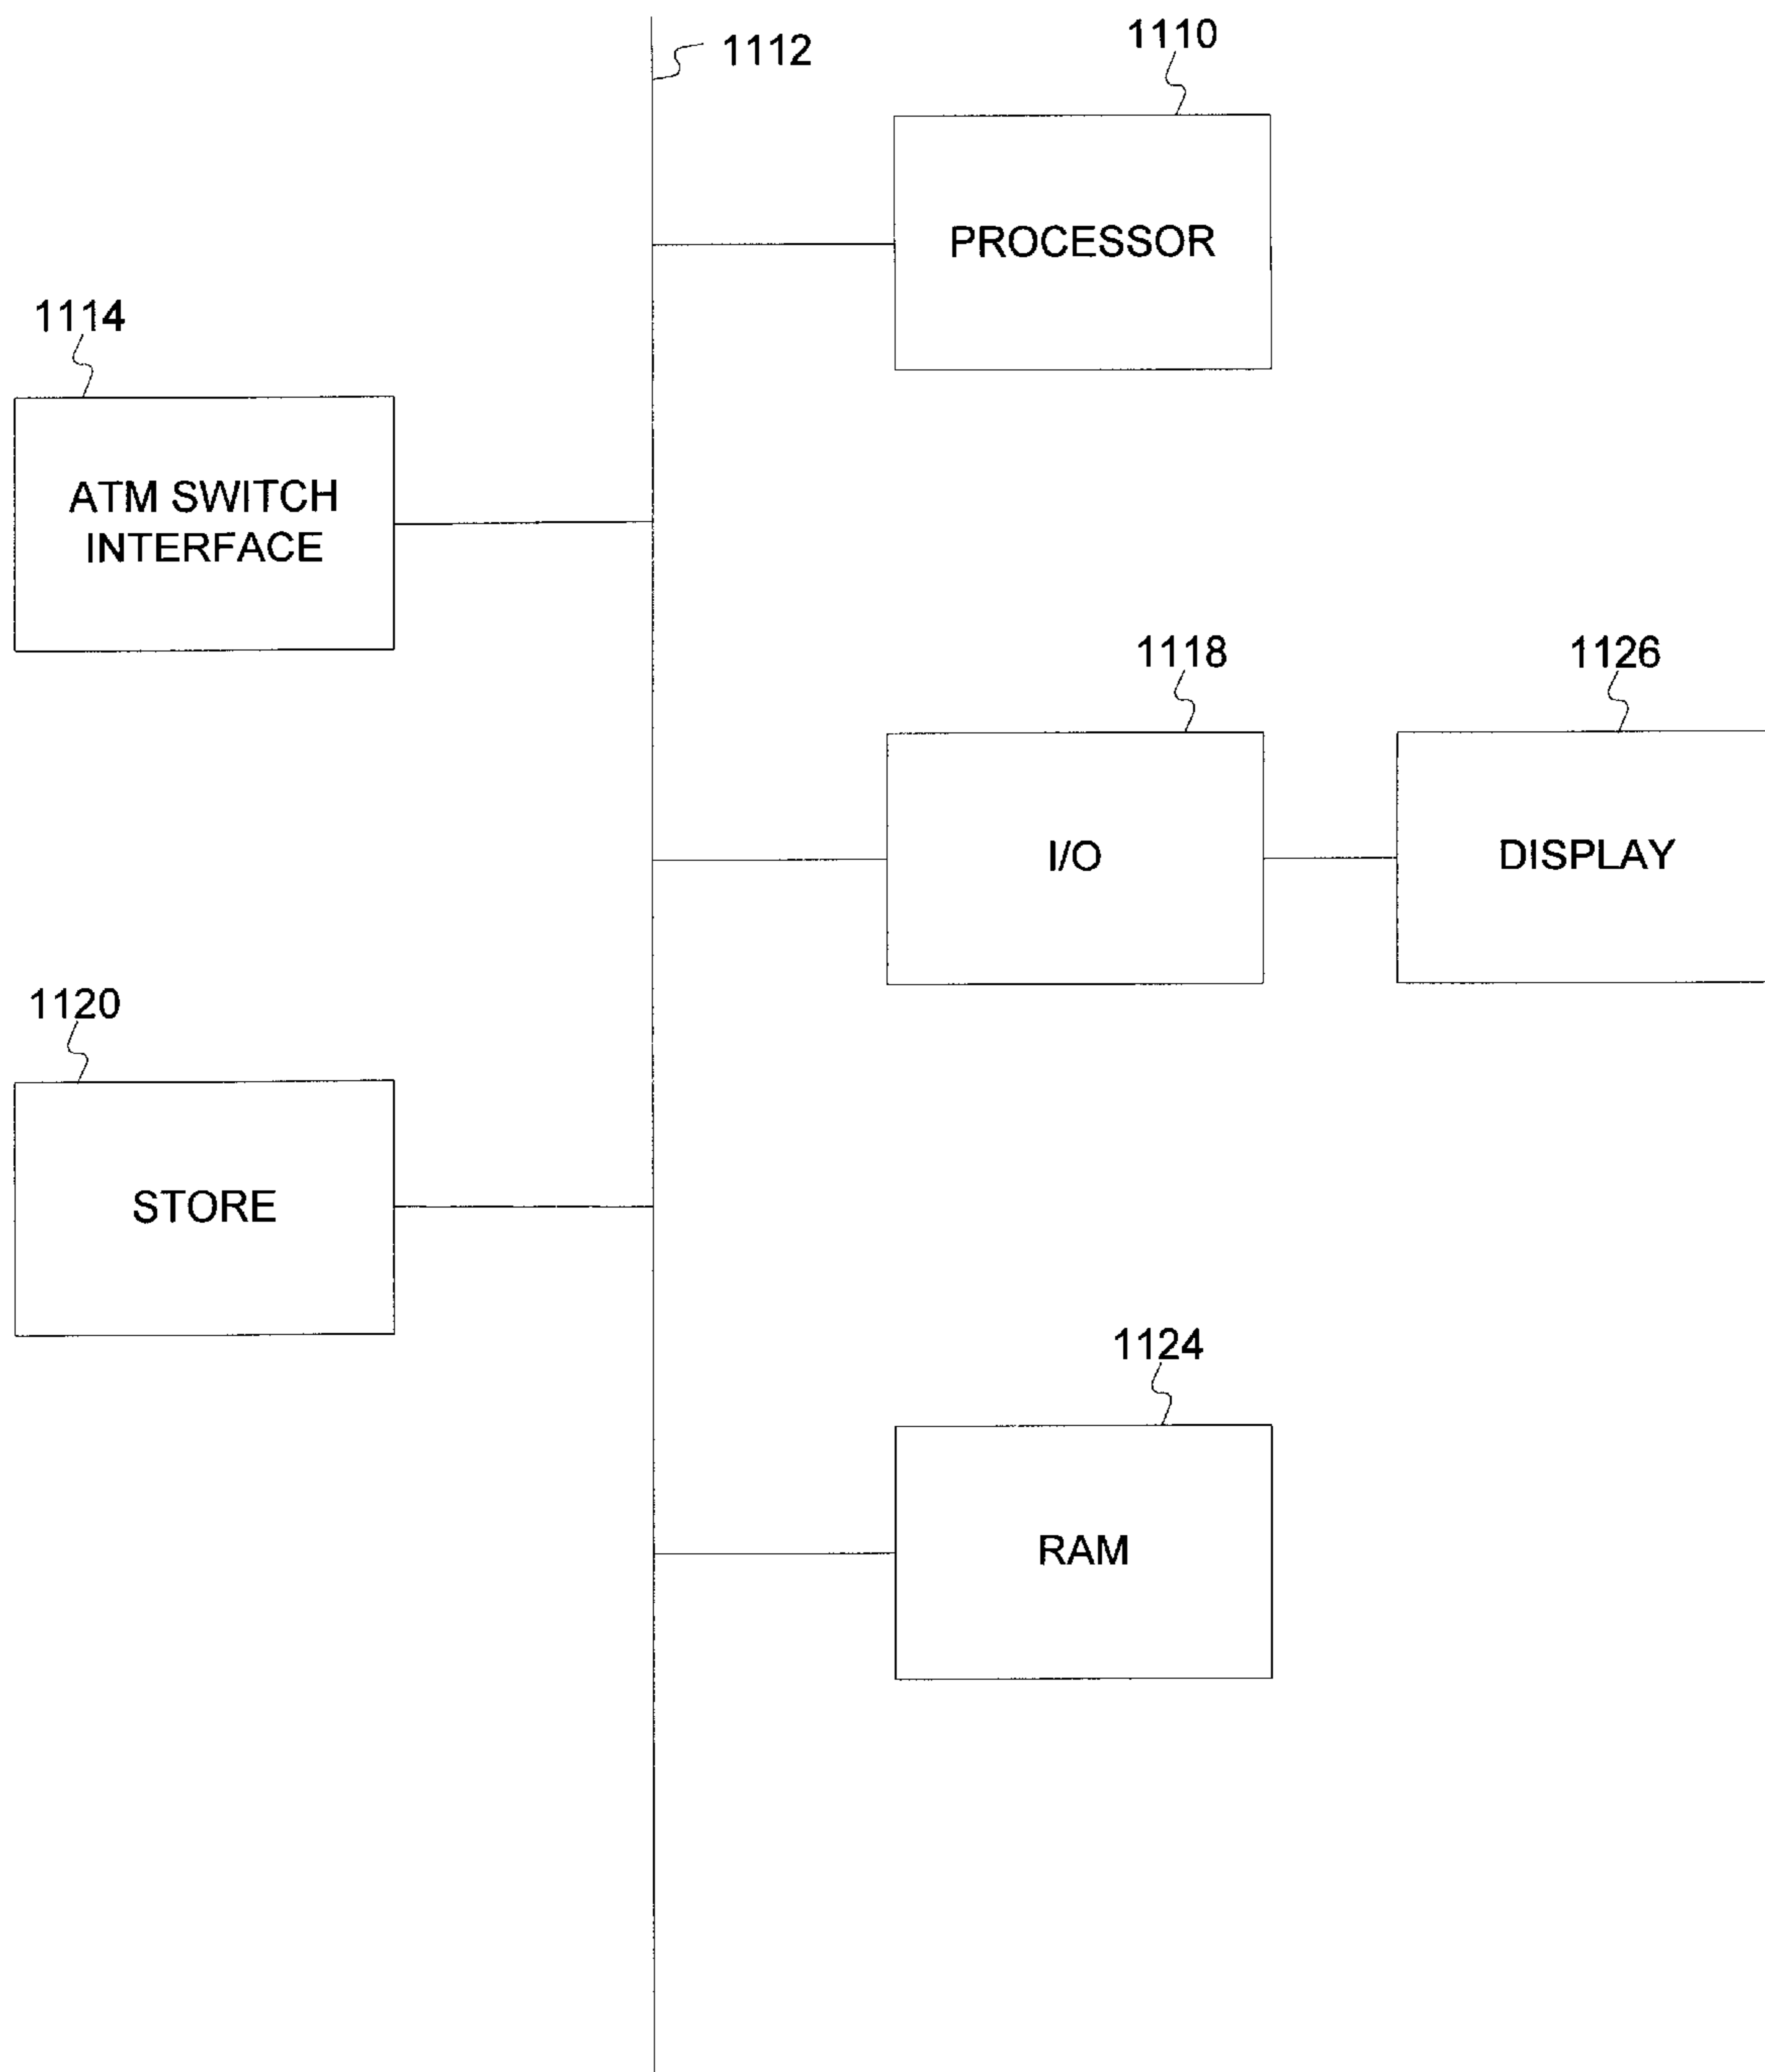 1112
1110
PROCESSOR
1114
ATM SWITCH
INTERFACE
1118
1126
I/O
DISPLAY
1120
STORE
1124
RAM